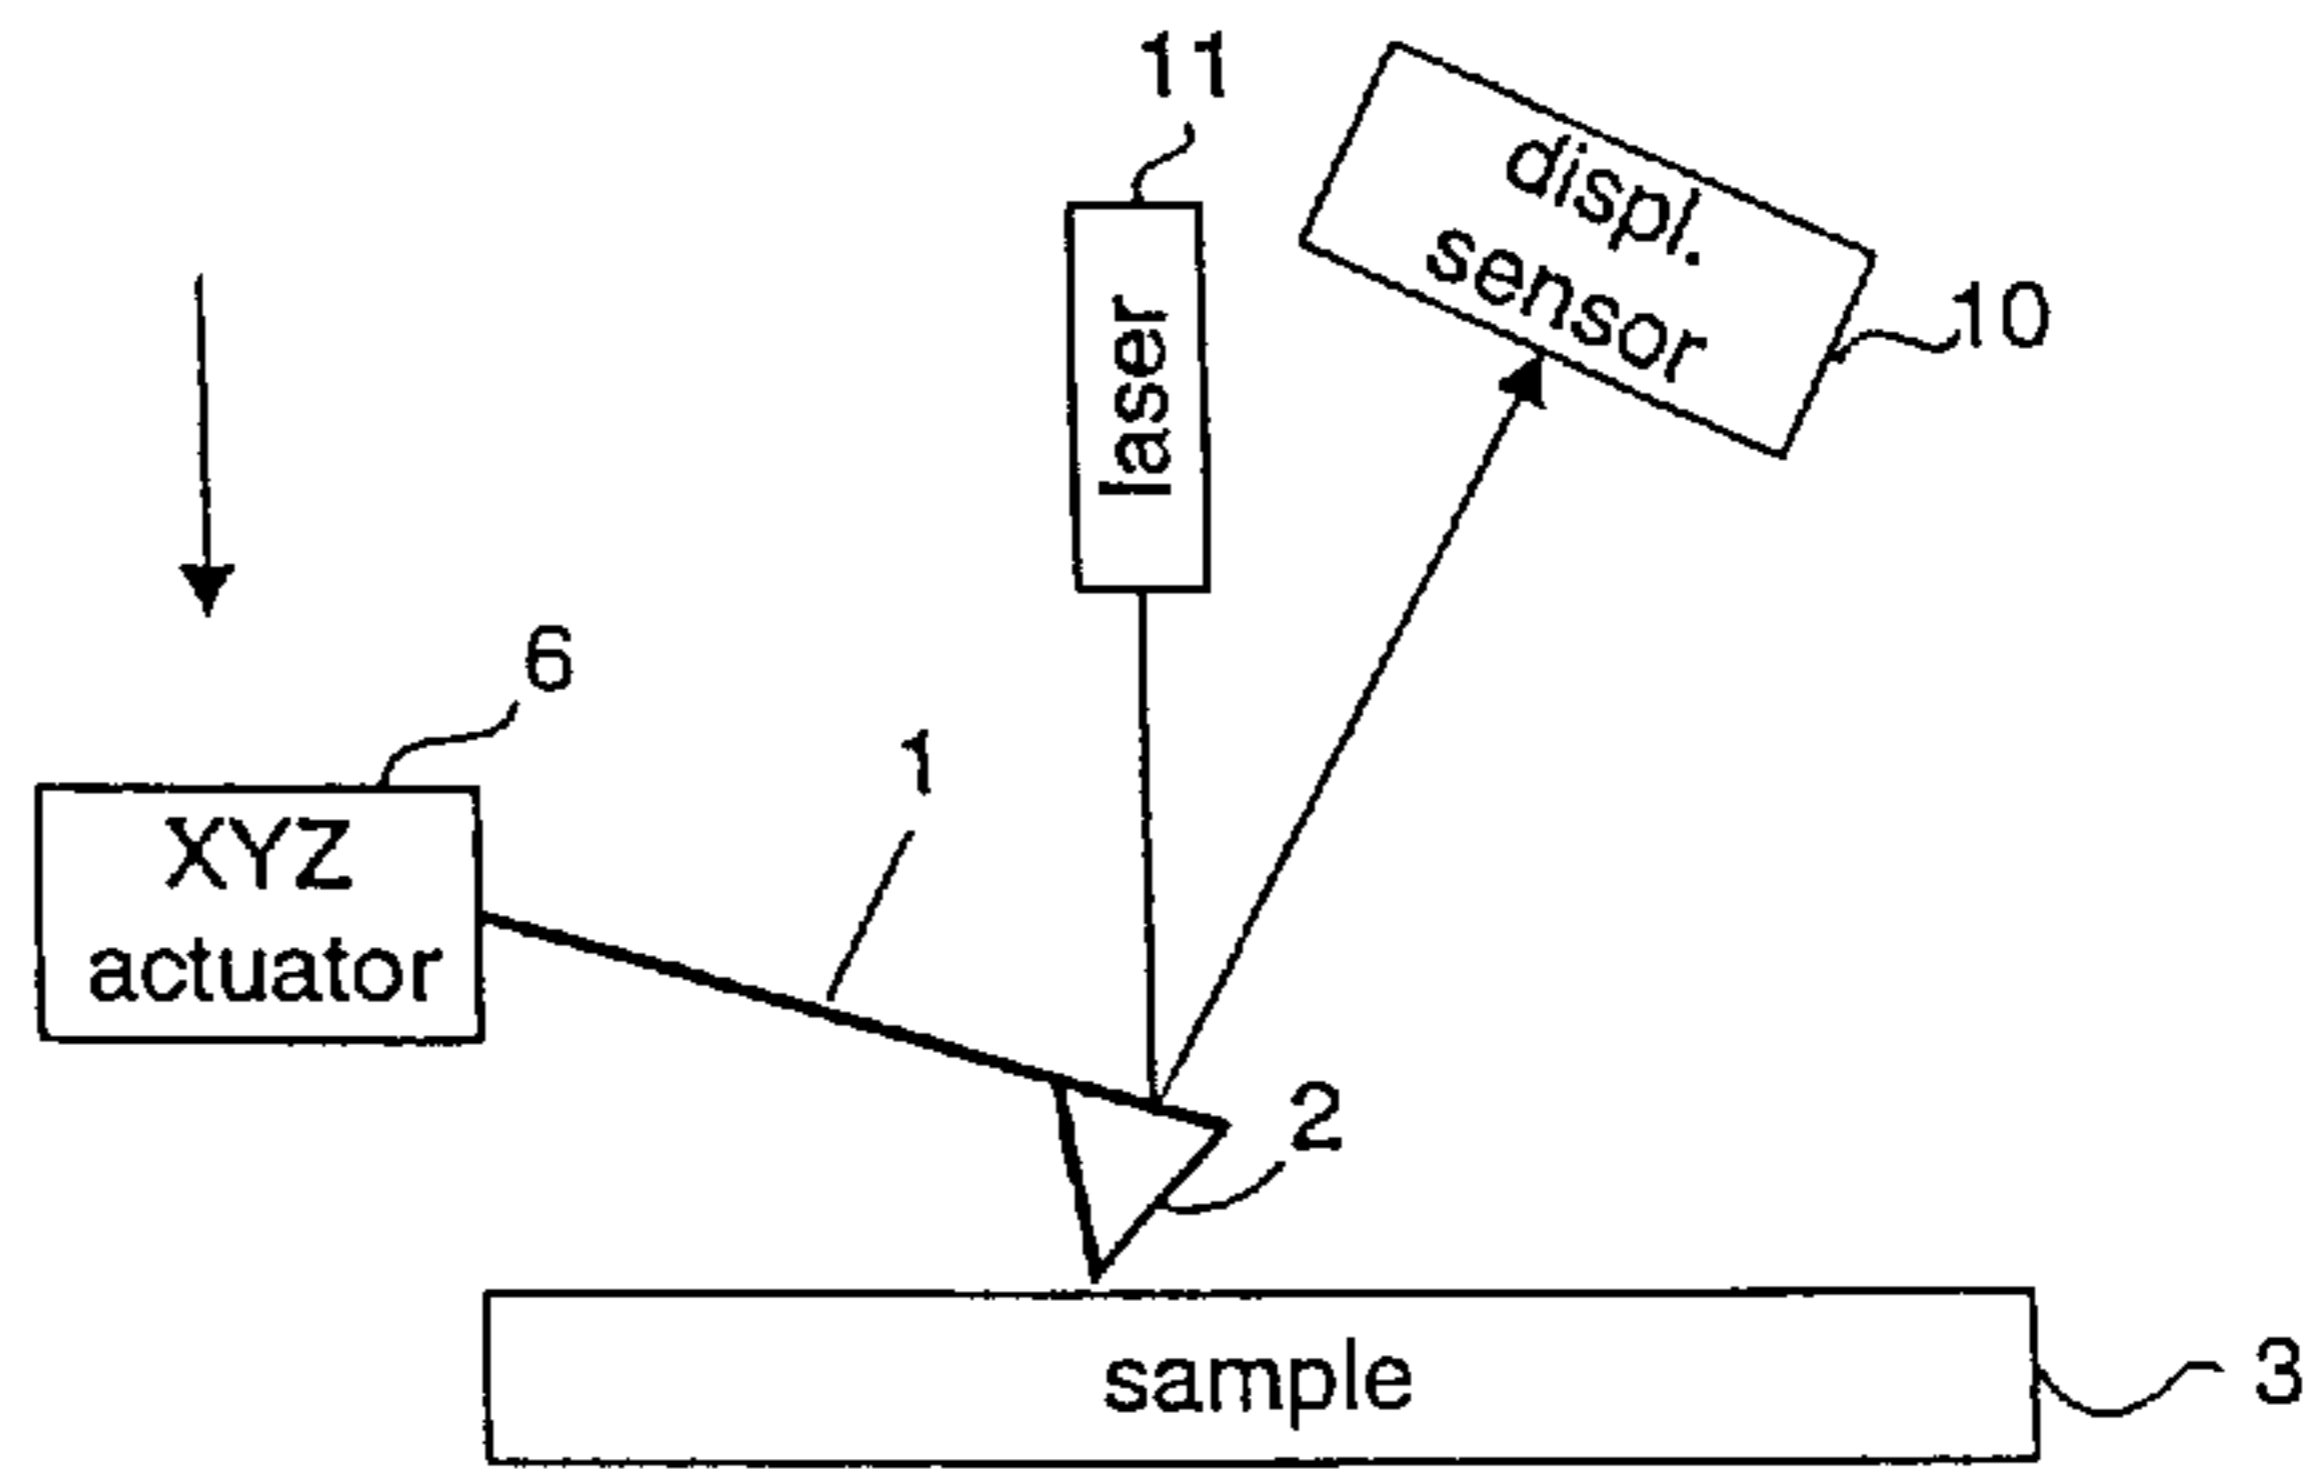 11
displ.
sensor
10
laser
6
1
XYZ
actuator
2
sample
3